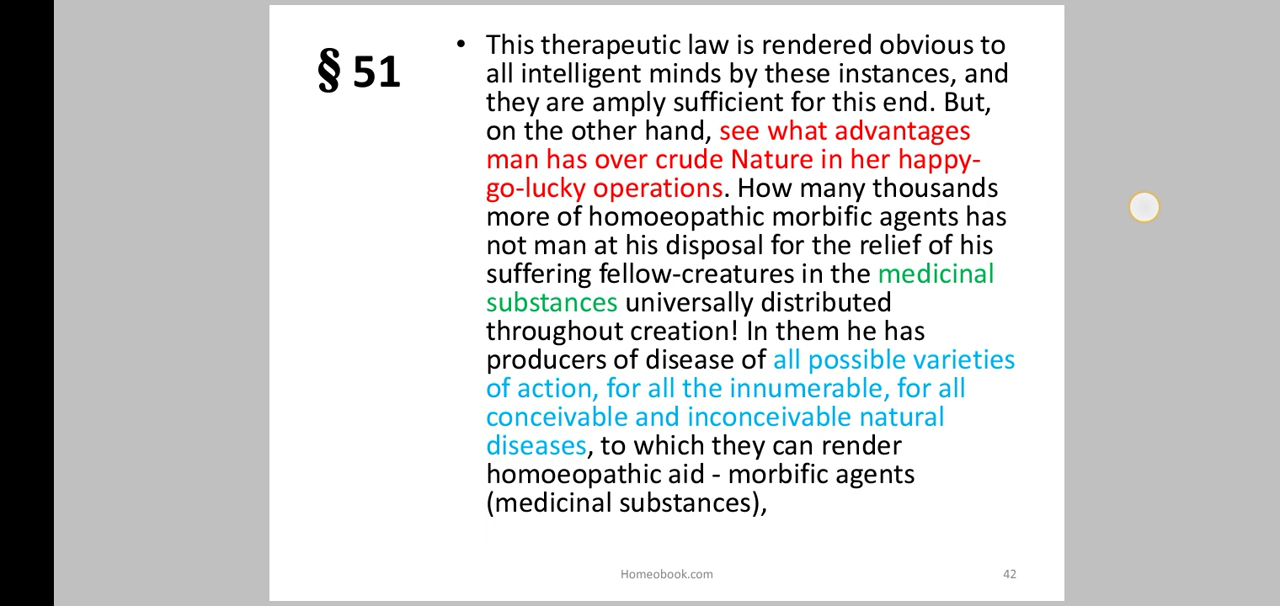 § 51
• This therapeutic law is rendered obvious to
all intelligent minds by these instances, and
they are amply sufficient for this end. But,
on the other hand, see what advantages
man has over crude Nature in her happy-
go-lucky operations. How many thousands
more of homoeopathic morbific agents has
not man at his disposal for the relief of his
suffering fellow-creatures in the medicinal
substances universally distributed
throughout creation! In them he has
producers of disease of all possible varieties
of action, for all the innumerable, for all
conceivable and inconceivable natural
diseases, to which they can render
homoeopathic aid - morbific agents
(medicinal substances),
Homeobook.com
42